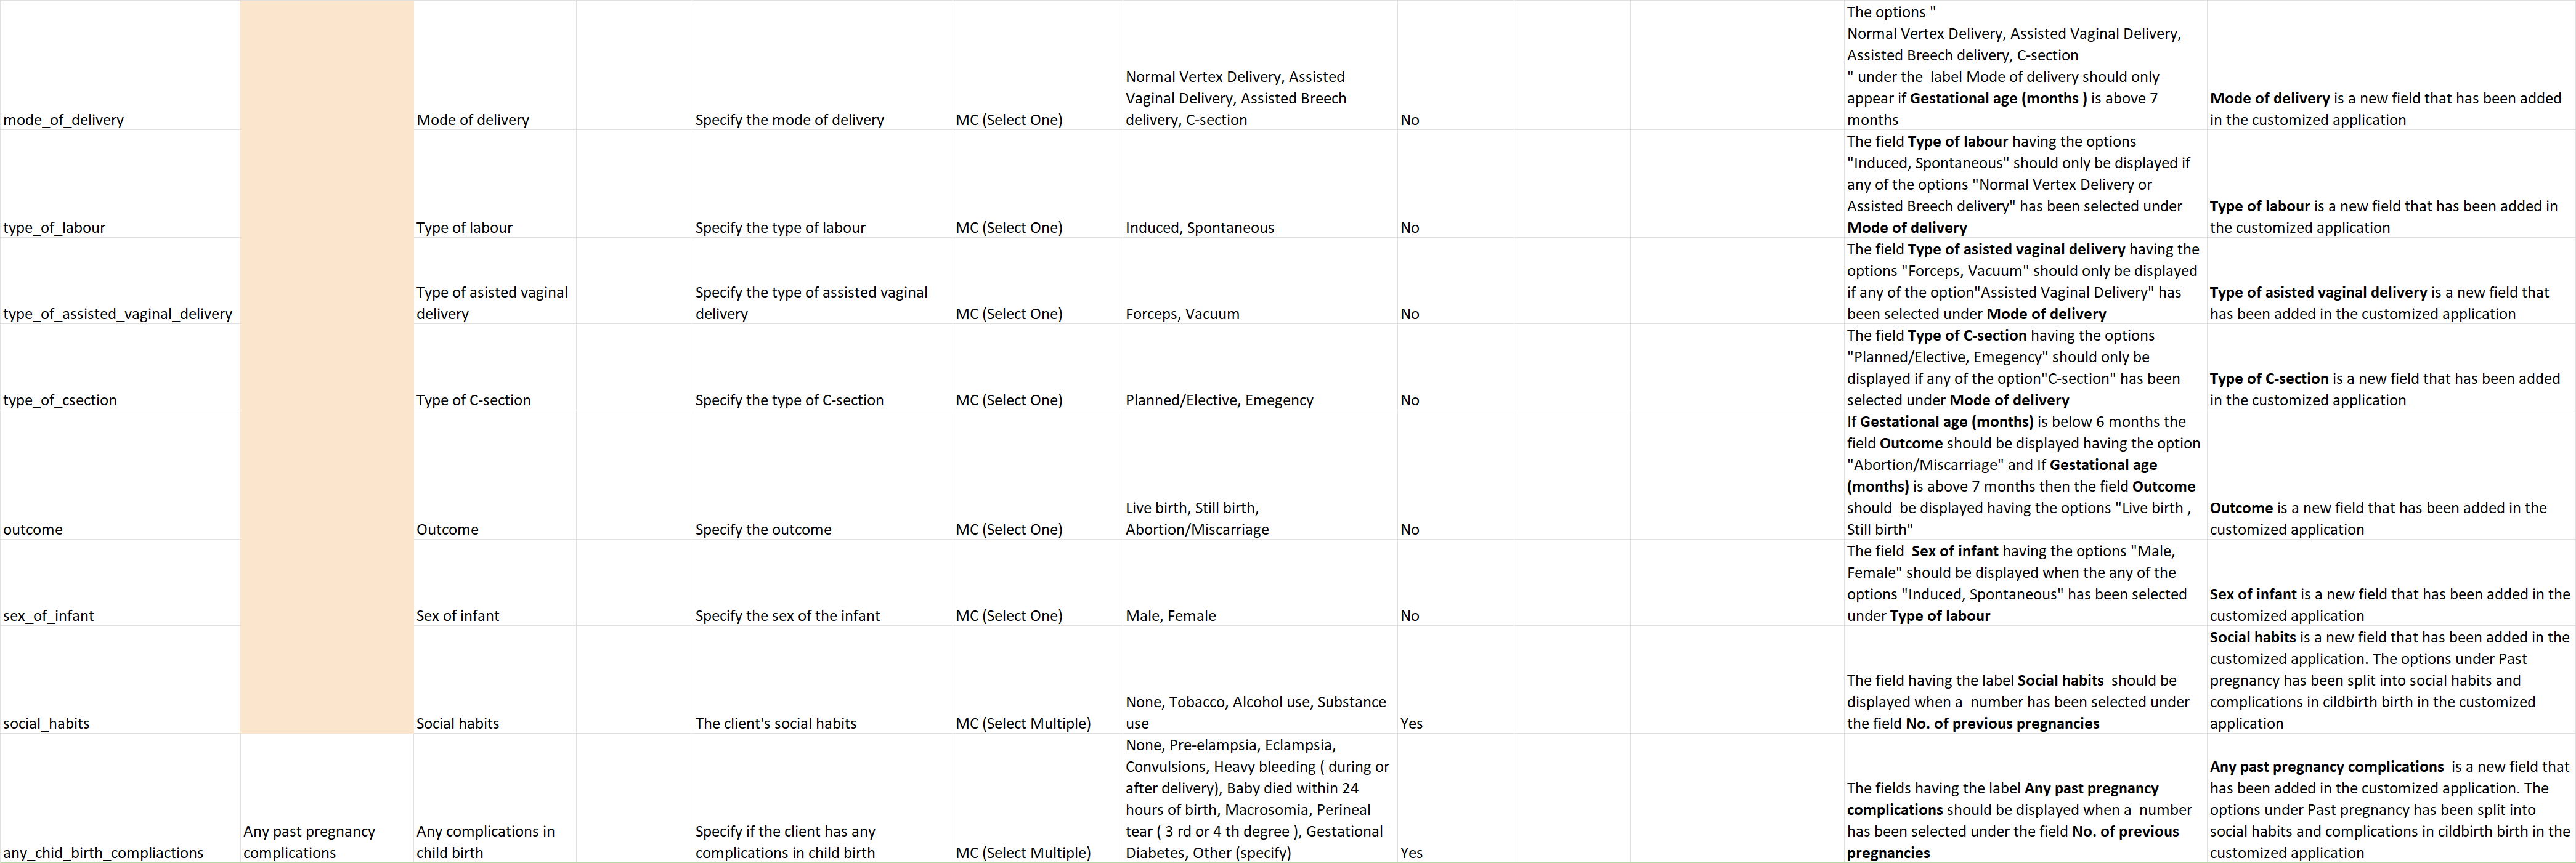 mode_of_delivery
Mode of delivery
Specify the mode of delivery
MC (Select One)
Normal Vertex Delivery, Assisted
Vaginal Delivery, Assisted Breech
delivery, C-section
No
The options "
Normal Vertex Delivery, Assisted Vaginal Delivery,
Assisted Breech delivery, C-section
" under the  label Mode of delivery should only
appear if Gestational age (months ) is above 7
months
Mode of delivery is a new field that has been added
in the customized application
type_of_labour
Type of labour
Specify the type of labour
MC (Select One)
Induced, Spontaneous
No
The field Type of labour having the options
"Induced, Spontaneous" should only be displayed if
any of the options "Normal Vertex Delivery or
Assisted Breech delivery" has been selected under
Mode of delivery
Type of labour is a new field that has been added in
the customized application
type_of_assisted_vaginal_delivery
Type of asisted vaginal
delivery
Specify the type of assisted vaginal
delivery
MC (Select One)
Forceps, Vacuum
No
The field Type of asisted vaginal delivery having the
options "Forceps, Vacuum" should only be displayed
if any of the option"Assisted Vaginal Delivery" has
been selected under Mode of delivery
Type of asisted vaginal delivery is a new field that
has been added in the customized application
type_of_csection
Type of C-section
Specify the type of C-section
MC (Select One)
Planned/Elective, Emegency
No
The field Type of C-section having the options
"Planned/Elective, Emegency" should only be
displayed if any of the option"C-section" has been
selected under Mode of delivery
Type of C-section is a new field that has been added
in the customized application
outcome
Outcome
Specify the outcome
MC (Select One)
Live birth, Still birth,
Abortion/Miscarriage
No
If Gestational age (months) is below 6 months the
field Outcome should be displayed having the option
"Abortion/Miscarriage" and If Gestational age
(months) is above 7 months then the field Outcome
should  be displayed having the options "Live birth ,
Still birth"
Outcome is a new field that has been added in the
customized application
sex_of_infant
Sex of infant
Specify the sex of the infant
MC (Select One)
Male, Female
No
The field  Sex of infant having the options "Male,
Female" should be displayed when the any of the
options "Induced, Spontaneous" has been selected
under Type of labour
Sex of infant is a new field that has been added in the
customized application
social_habits
Social habits
The client's social habits
MC (Select Multiple)
None, Tobacco, Alcohol use, Substance
use
Yes
The field having the label Social habits  should be
displayed when a  number has been selected under
the field No. of previous pregnancies
Social habits is a new field that has been added in the
customized application. The options under Past
pregnancy has been split into social habits and
complications in cildbirth birth in the customized
application
any_chid_birth_compliactions
Any past pregnancy
complications
Any complications in
child birth
Specify if the client has any
complications in child birth
MC (Select Multiple)
None, Pre-elampsia, Eclampsia,
Convulsions, Heavy bleeding ( during or
after delivery), Baby died within 24
hours of birth, Macrosomia, Perineal
tear ( 3 rd or 4 th degree ), Gestational
Diabetes, Other (specify)
Yes
The fields having the label Any past pregnancy
complications should be displayed when a  number
has been selected under the field No. of previous
pregnancies
Any past pregnancy complications  is a new field that
has been added in the customized application. The
options under Past pregnancy has been split into
social habits and complications in cildbirth birth in the
customized application